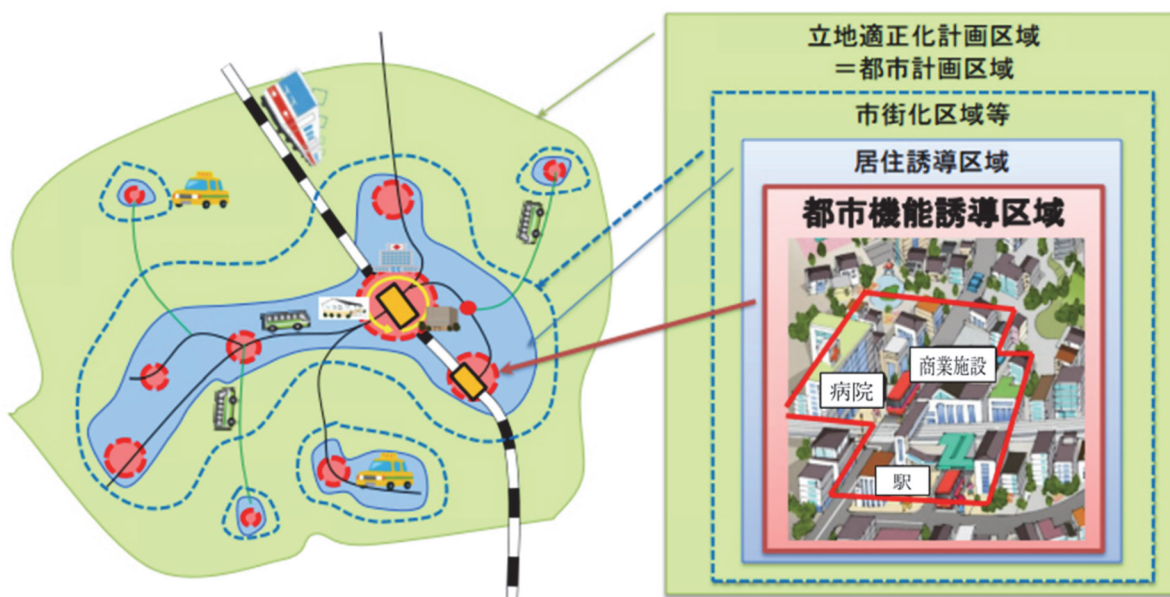 立地適正化計画区域
＝都市計画区域
市街化区域等
居住誘導区域
都市機能誘導区域
商業施設
病院
駅